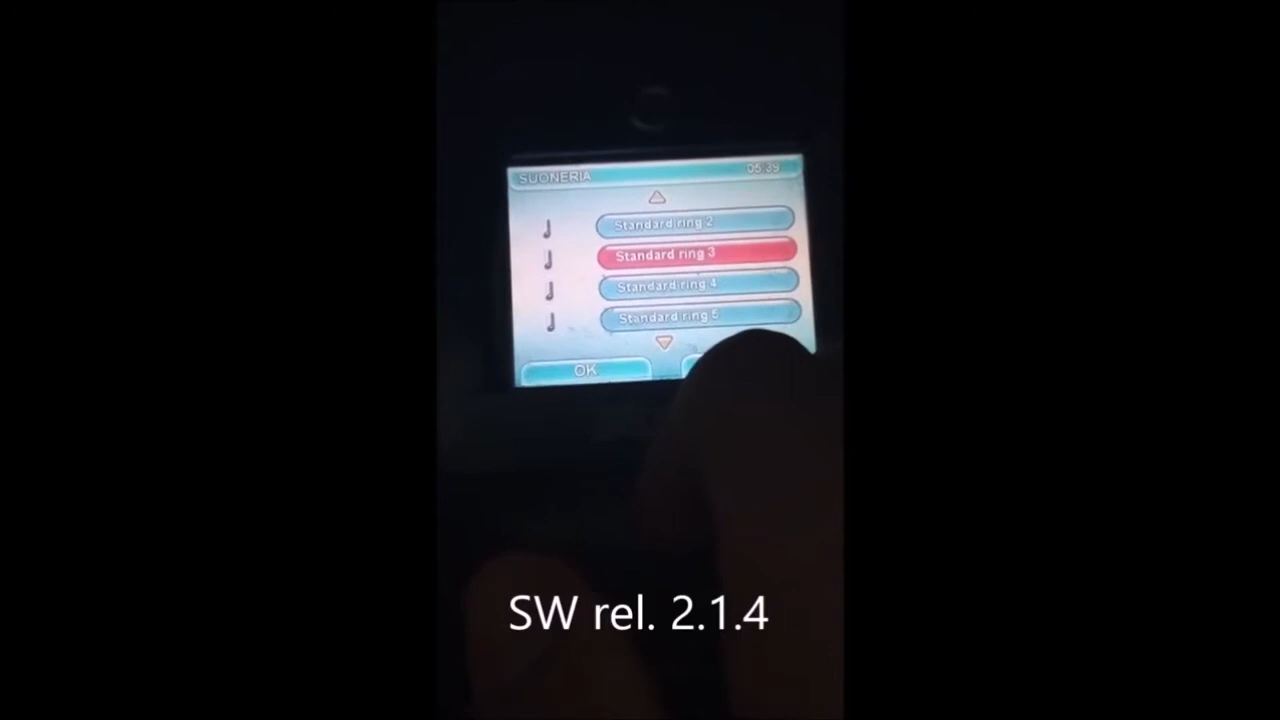 SUONERIA 05:39
Standard ring 2
Standard ring 3
Standard ring 4
Standard ring 5
OK
SW rel. 2.1.4